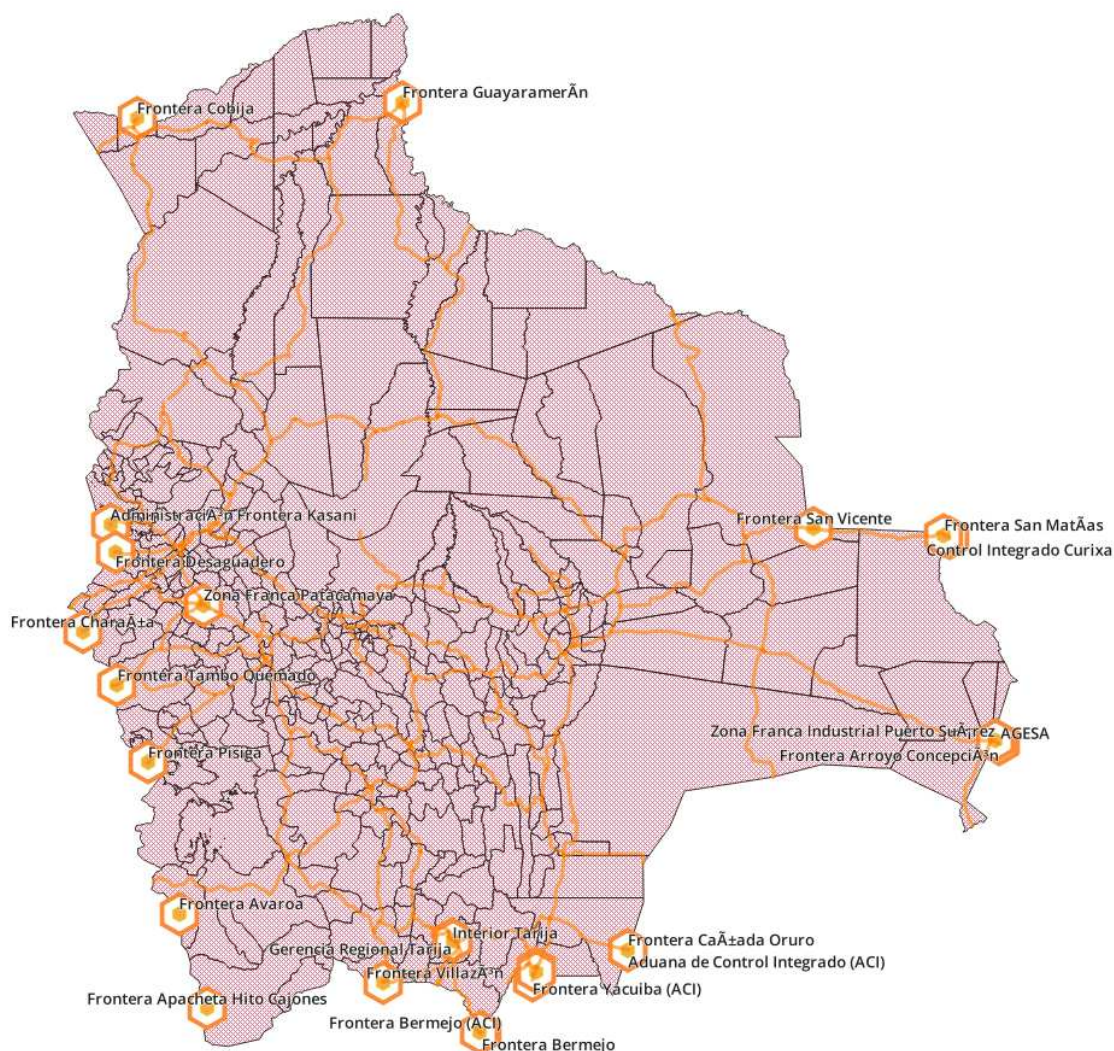 Frontera GuayaramerÃn
Frontera Cobija
AdministraciÃ³n Frontera Kasani
Frontera San Vicente
Frontera San MatÃ­as
Control Integrado Curixa
Frontera Desaguadero
Zona Franca Patacamaya
Frontera CharaÃ±a
Frontera Tambo Quemado
Zona Franca Industrial Puerto SuÃ¡rez
AGESA
Frontera Pisiga
Frontera Arroyo ConcepciÃ³n
Frontera Avaroa
Interior Tarija
Frontera CaÃ±ada Oruro
Gerencia Regional Tarija
Aduana de Control Integrado (ACI)
Frontera VillazÃ³n
Frontera Yacuiba (ACI)
Frontera Apacheta Hito Cajones
Frontera Bermejo (ACI)
Frontera Bermejo